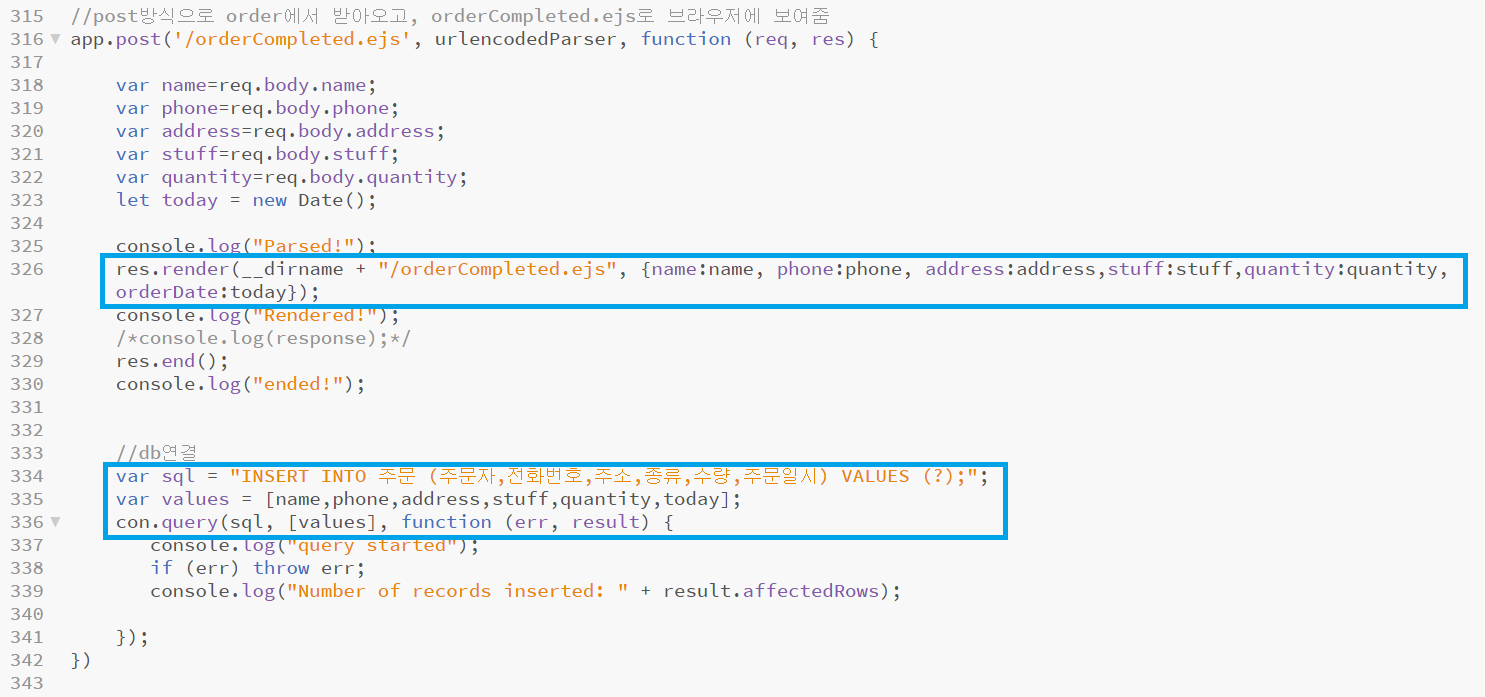 315 //post방식으로 order에서 받아오고, orderCompleted.ejs로 브라우저에 보여줌
316 app.post('/orderCompleted.ejs', urlencodedParser, function (req, res) {
317
318 var name=req.body.name;
319 var phone=req.body.phone;
320 var address=req.body.address;
321 var stuff=req.body.stuff;
322 var quantity=req.body.quantity;
323 let today = new Date();
324
325 console.log("Parsed!");
326 res.render(__dirname + "/orderCompleted.ejs", {name:name, phone:phone, address:address,stuff:stuff,quantity:quantity,
orderDate:today});
327 console.log("Rendered!");
328 /*console.log(response);*/
329 res.end();
330 console.log("ended!");
331
332
333 //db연결
334 var sql = "INSERT INTO 주문 (주문자,전화번호,주소,종류,수량,주문일시) VALUES (?);";
335 var values = [name,phone,address,stuff,quantity,today];
336 con.query(sql, [values], function (err, result) {
337 console.log("query started");
338 if (err) throw err;
339 console.log("Number of records inserted: " + result.affectedRows);
340
341 });
342 })
343